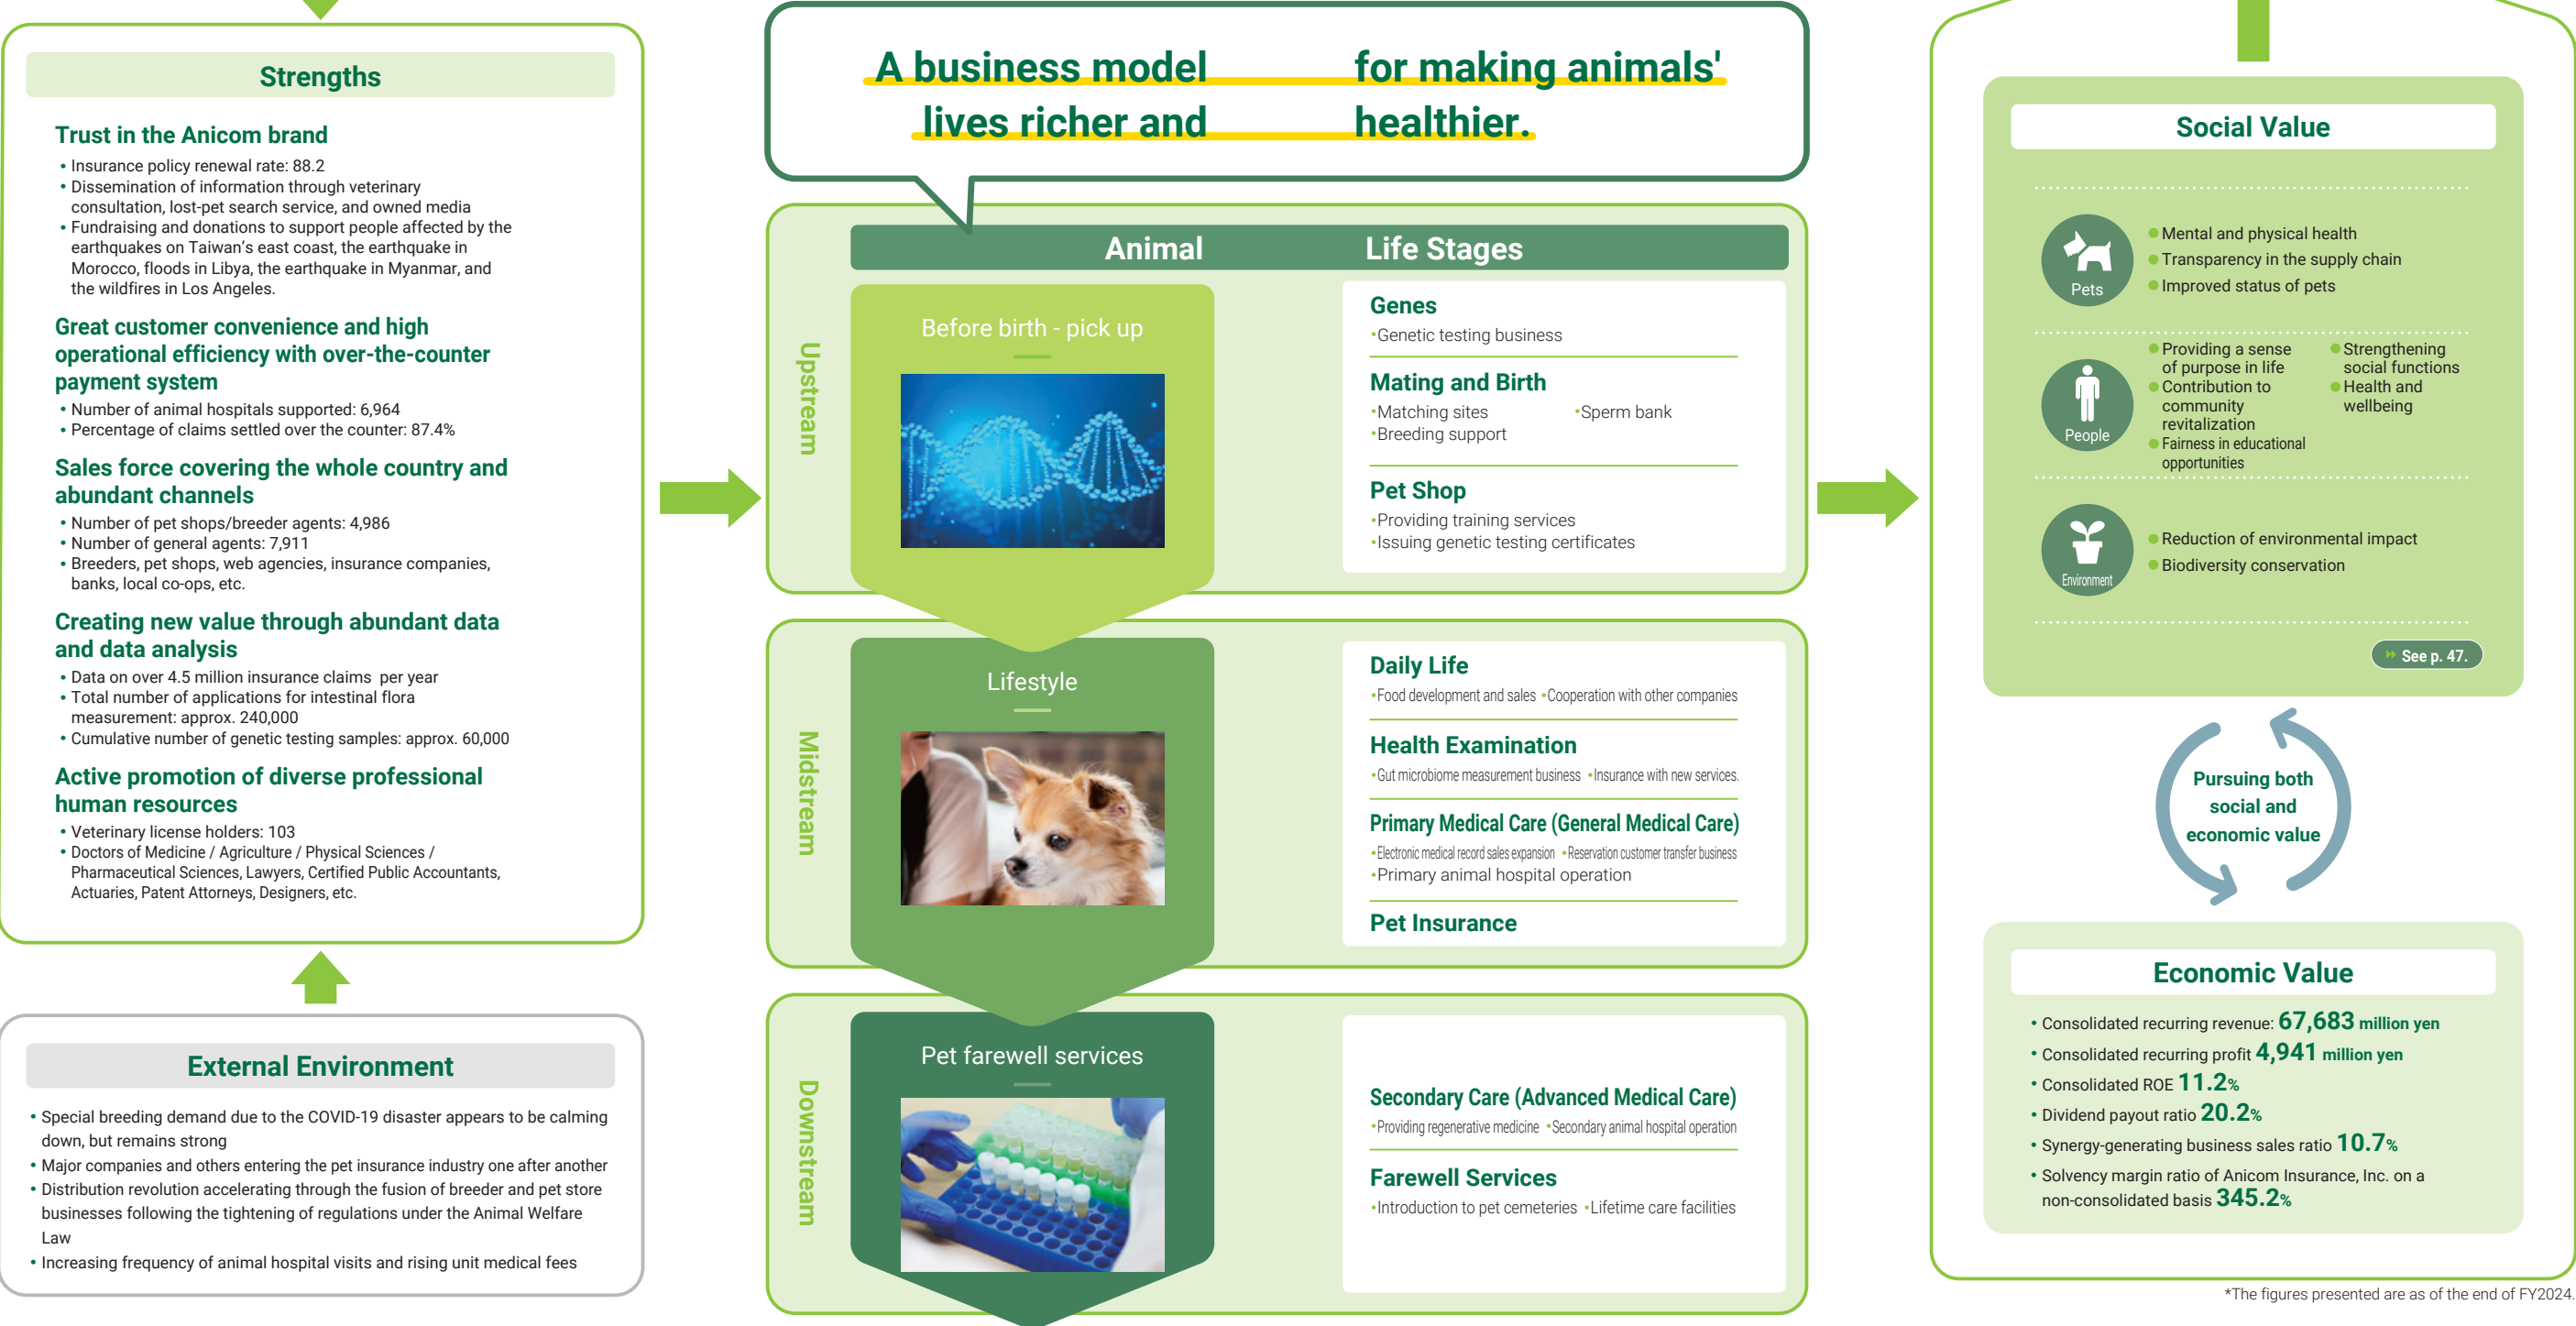 Strengths
Trust in the Anicom brand
• Insurance policy renewal rate: 88.2
• Dissemination of information through veterinary
consultation, lost-pet search service, and owned media
• Fundraising and donations to support people affected by the
earthquakes on Taiwan’s east coast, the earthquake in
Morocco, floods in Libya, the earthquake in Myanmar, and
the wildfires in Los Angeles.
Great customer convenience and high
operational efficiency with over-the-counter
payment system
• Number of animal hospitals supported: 6,964
• Percentage of claims settled over the counter: 87.4%
Sales force covering the whole country and
abundant channels
• Number of pet shops/breeder agents: 4,986
• Number of general agents: 7,911
• Breeders, pet shops, web agencies, insurance companies,
banks, local co-ops, etc.
Creating new value through abundant data
and data analysis
• Data on over 4.5 million insurance claims per year
• Total number of applications for intestinal flora
measurement: approx. 240,000
• Cumulative number of genetic testing samples: approx. 60,000
Active promotion of diverse professional
human resources
• Veterinary license holders: 103
• Doctors of Medicine / Agriculture / Physical Sciences /
Pharmaceutical Sciences, Lawyers, Certified Public Accountants,
Actuaries, Patent Attorneys, Designers, etc.
External Environment
• Special breeding demand due to the COVID-19 disaster appears to be calming
down, but remains strong
• Major companies and others entering the pet insurance industry one after another
• Distribution revolution accelerating through the fusion of breeder and pet store
businesses following the tightening of regulations under the Animal Welfare
Law
• Increasing frequency of animal hospital visits and rising unit medical fees
A business model for making animals'
lives richer and healthier.
Animal Life Stages
Upstream
Before birth - pick up
Genes
•Genetic testing business
Mating and Birth
•Matching sites •Sperm bank
•Breeding support
Pet Shop
•Providing training services
•Issuing genetic testing certificates
Midstream
Lifestyle
Daily Life
•Food development and sales •Cooperation with other companies
Health Examination
•Gut microbiome measurement business •Insurance with new services.
Primary Medical Care (General Medical Care)
•Electronic medical record sales expansion •Reservation customer transfer business
•Primary animal hospital operation
Pet Insurance
Downstream
Pet farewell services
Secondary Care (Advanced Medical Care)
•Providing regenerative medicine •Secondary animal hospital operation
Farewell Services
•Introduction to pet cemeteries •Lifetime care facilities
Social Value
Pets
● Mental and physical health
● Transparency in the supply chain
● Improved status of pets
People
● Providing a sense
of purpose in life
● Contribution to
community
revitalization
● Fairness in educational
opportunities
● Strengthening
social functions
● Health and
wellbeing
Environment
● Reduction of environmental impact
● Biodiversity conservation
See p. 47.
Pursuing both
social and
economic value
Economic Value
• Consolidated recurring revenue: 67,683 million yen
• Consolidated recurring profit 4,941 million yen
• Consolidated ROE 11.2%
• Dividend payout ratio 20.2%
• Synergy-generating business sales ratio 10.7%
• Solvency margin ratio of Anicom Insurance, Inc. on a
non-consolidated basis 345.2%
*The figures presented are as of the end of FY2024.